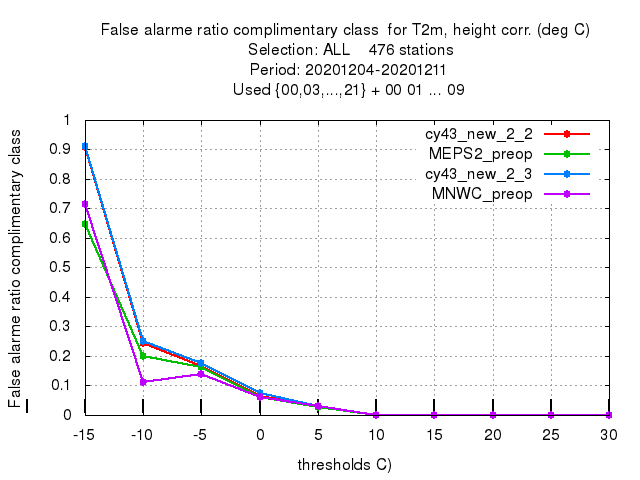 False alarme ratio complimentary class  for T2m, height corr. (deg C)
Selection: ALL    476 stations
Period: 20201204-20201211
Used {00,03,...,21} + 00 01 ... 09
False alarme ratio complimentary class
1
0.9
0.8
0.7
0.6
0.5
0.4
0.3
0.2
0.1
0
cy43_new_2_2
MEPS2_preop
cy43_new_2_3
MNWC_preop
-15 -10 -5 0 5 10 15 20 25 30
thresholds C)